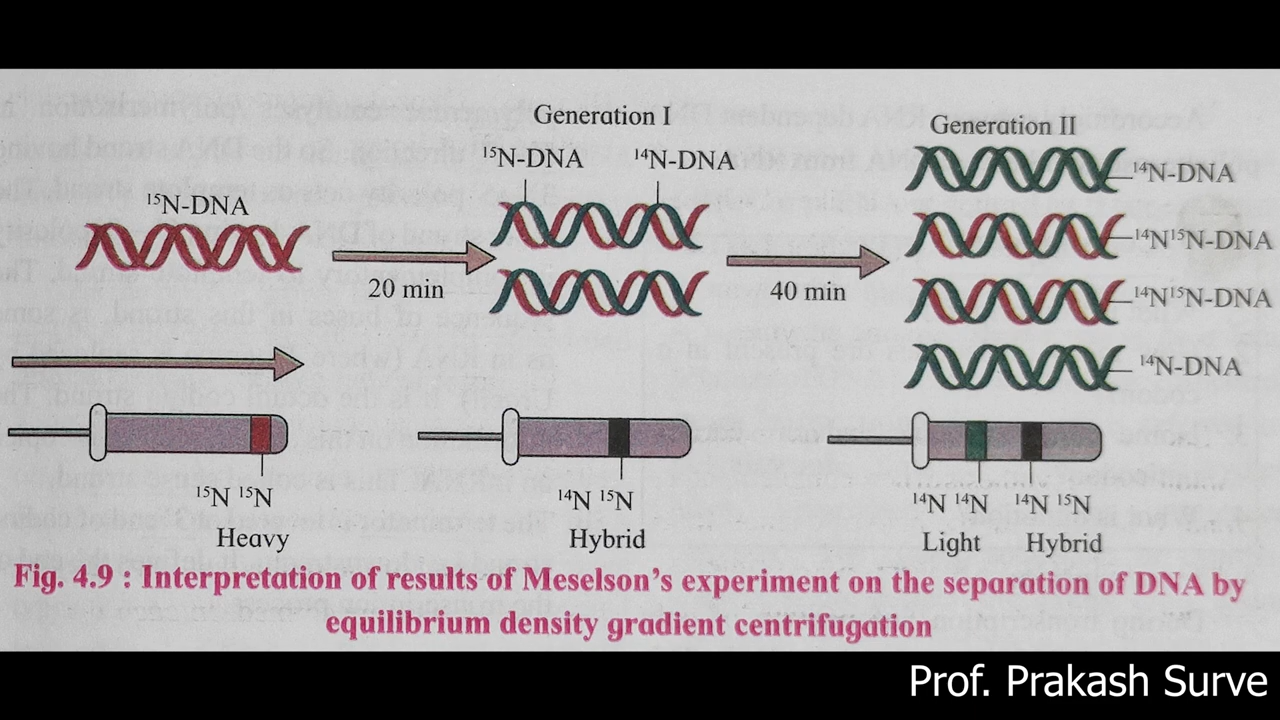 Generation I
Generation II
¹⁵N-DNA
¹⁴N-DNA
¹⁵N-DNA
¹⁴N-DNA
¹⁴N¹⁵N-DNA
¹⁴N¹⁵N-DNA
¹⁴N-DNA
20 min
40 min
¹⁵N ¹⁵N
Heavy
¹⁴N ¹⁵N
Hybrid
¹⁴N ¹⁴N
Light
¹⁴N ¹⁵N
Hybrid
Fig. 4.9 : Interpretation of results of Meselson’s experiment on the separation of DNA by
equilibrium density gradient centrifugation
Prof. Prakash Surve